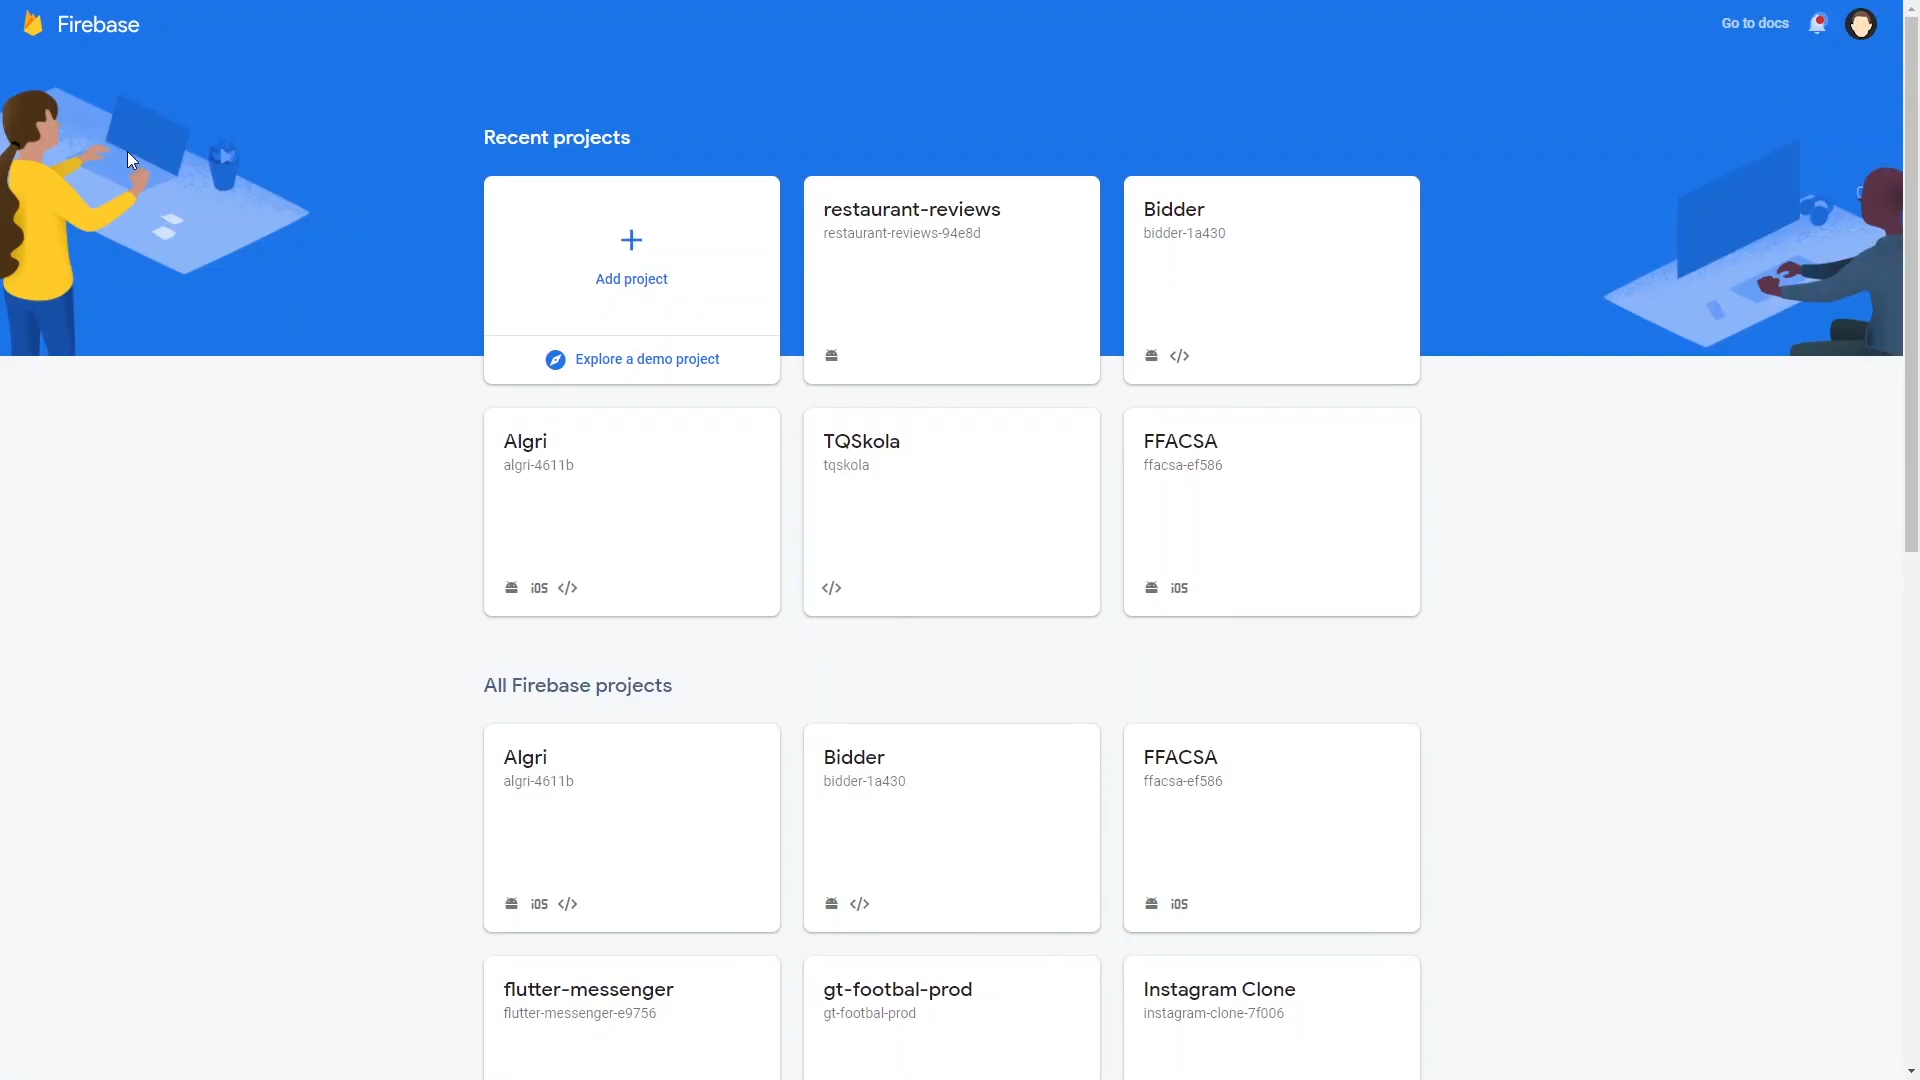 Firebase
Go to docs
Recent projects
Add project
Explore a demo project
restaurant-reviews
restaurant-reviews-94e8d
Bidder
bidder-1a430
</>
Algri
algri-4611b
iOS </>
TQSkola
tqskola
</>
FFACSA
ffacsa-ef586
iOS
All Firebase projects
Algri
algri-4611b
iOS </>
Bidder
bidder-1a430
</>
FFACSA
ffacsa-ef586
iOS
flutter-messenger
flutter-messenger-e9756
gt-footbal-prod
gt-footbal-prod
Instagram Clone
instagram-clone-7f006